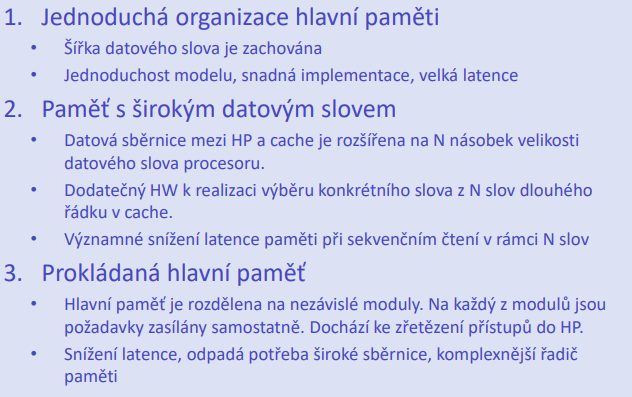 1. Jednoduchá organizace hlavní paměti
• Šířka datového slova je zachována
• Jednoduchost modelu, snadná implementace, velká latence
2. Paměť s širokým datovým slovem
• Datová sběrnice mezi HP a cache je rozšířena na N násobek velikosti
datového slova procesoru.
• Dodatečný HW k realizaci výběru konkrétního slova z N slov dlouhého
řádku v cache.
• Významné snížení latence paměti při sekvenčním čtení v rámci N slov
3. Prokládaná hlavní paměť
• Hlavní paměť je rozdělena na nezávislé moduly. Na každý z modulů jsou
požadavky zasílány samostatně. Dochází ke zřetězení přístupů do HP.
• Snížení latence, odpadá potřeba široké sběrnice, komplexnější řadič
paměti